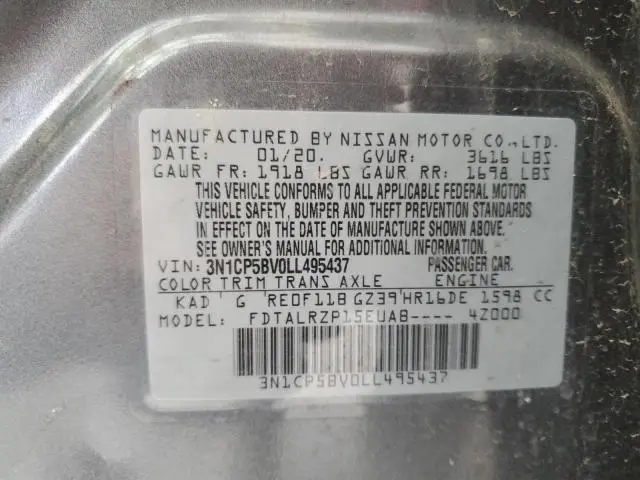 MANUFACTURED BY NISSAN MOTOR CO.,LTD.
DATE: 01/20. GVWR: 3616 LBS
GAWR FR: 1918 LBS GAWR RR: 1698 LBS
THIS VEHICLE CONFORMS TO ALL APPLICABLE FEDERAL MOTOR
VEHICLE SAFETY, BUMPER AND THEFT PREVENTION STANDARDS
IN EFFECT ON THE DATE OF MANUFACTURE SHOWN ABOVE.
SEE OWNER'S MANUAL FOR ADDITIONAL INFORMATION.
VIN: 3N1CP5BV0LL495437 PASSENGER CAR.
COLOR TRIM TRANS AXLE ENGINE
KAD G RE0F11B GZ39 HR16DE 1598 CC
MODEL: FDTALRZP15EUAB---- 4Z000
3N1CP5BV0LL495437